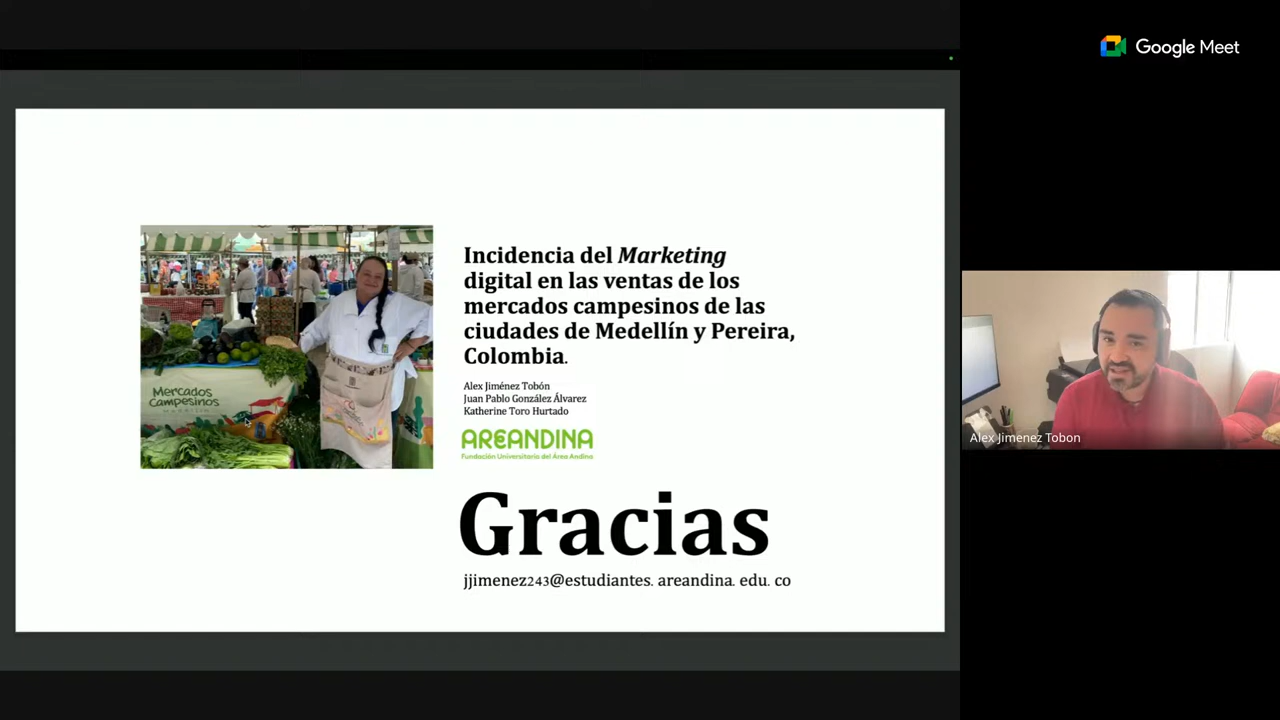 Google Meet
Incidencia del Marketing
digital en las ventas de los
mercados campesinos de las
ciudades de Medellín y Pereira,
Colombia.
Alex Jiménez Tobón
Juan Pablo González Álvarez
Katherine Toro Hurtado
AREANDINA
Fundación Universitaria del Área Andina
Mercados
Campesinos
Gracias
jjimenez243@estudiantes. areandina. edu. co
Alex Jimenez Tobon